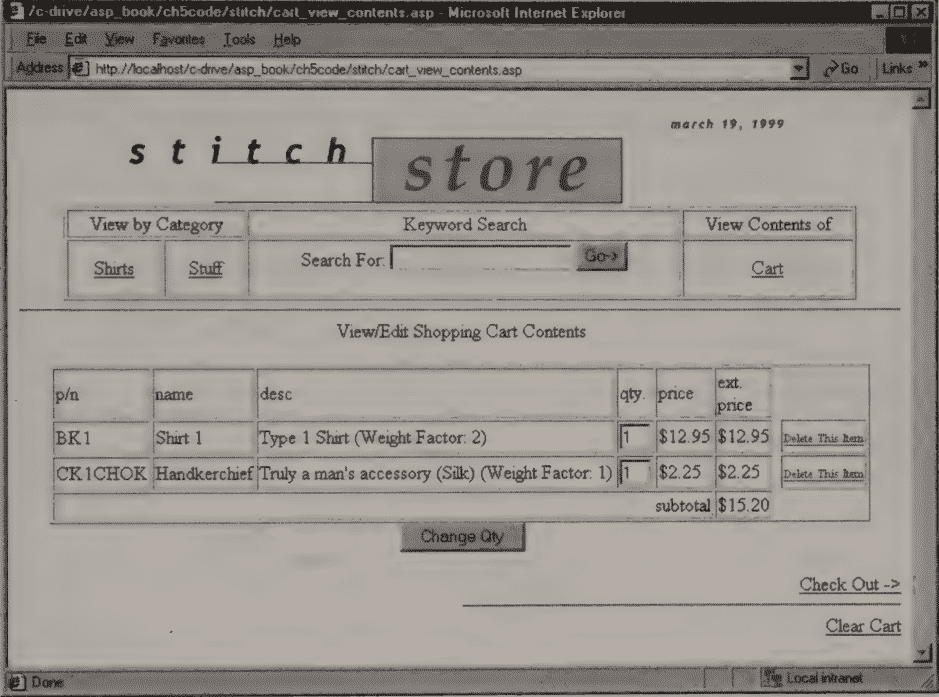 /c-drive/asp_book/ch5code/stitch/cart_view_contents.asp - Microsoft Internet Explorer
File Edit View Favorites Tools Help
Address http://localhost/c-drive/asp_book/ch5code/stitch/cart_view_contents.asp Go Links »
march 19, 1999
stitch store
View by Category Keyword Search View Contents of
Shirts Stuff Search For: Go-> Cart
View/Edit Shopping Cart Contents
p/n name desc qty. price ext. price
BK1 Shirt 1 Type 1 Shirt (Weight Factor: 2) 1 $12.95 $12.95 Delete This Item
CK1CHOK Handkerchief Truly a man's accessory (Silk) (Weight Factor: 1) 1 $2.25 $2.25 Delete This Item
subtotal $15.20
Change Qty
Check Out ->
Clear Cart
Done Local intranet